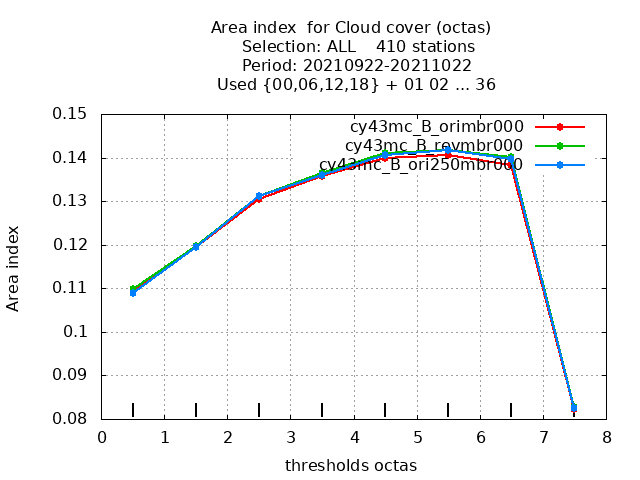 Area index  for Cloud cover (octas)
Selection: ALL    410 stations
Period: 20210922-20211022
Used {00,06,12,18} + 01 02 ... 36
cy43mc_B_orimbr000
cy43mc_B_revmbr000
cy43mc_B_ori250mbr000
Area index
0.15
0.14
0.13
0.12
0.11
0.1
0.09
0.08
0 1 2 3 4 5 6 7 8
thresholds octas